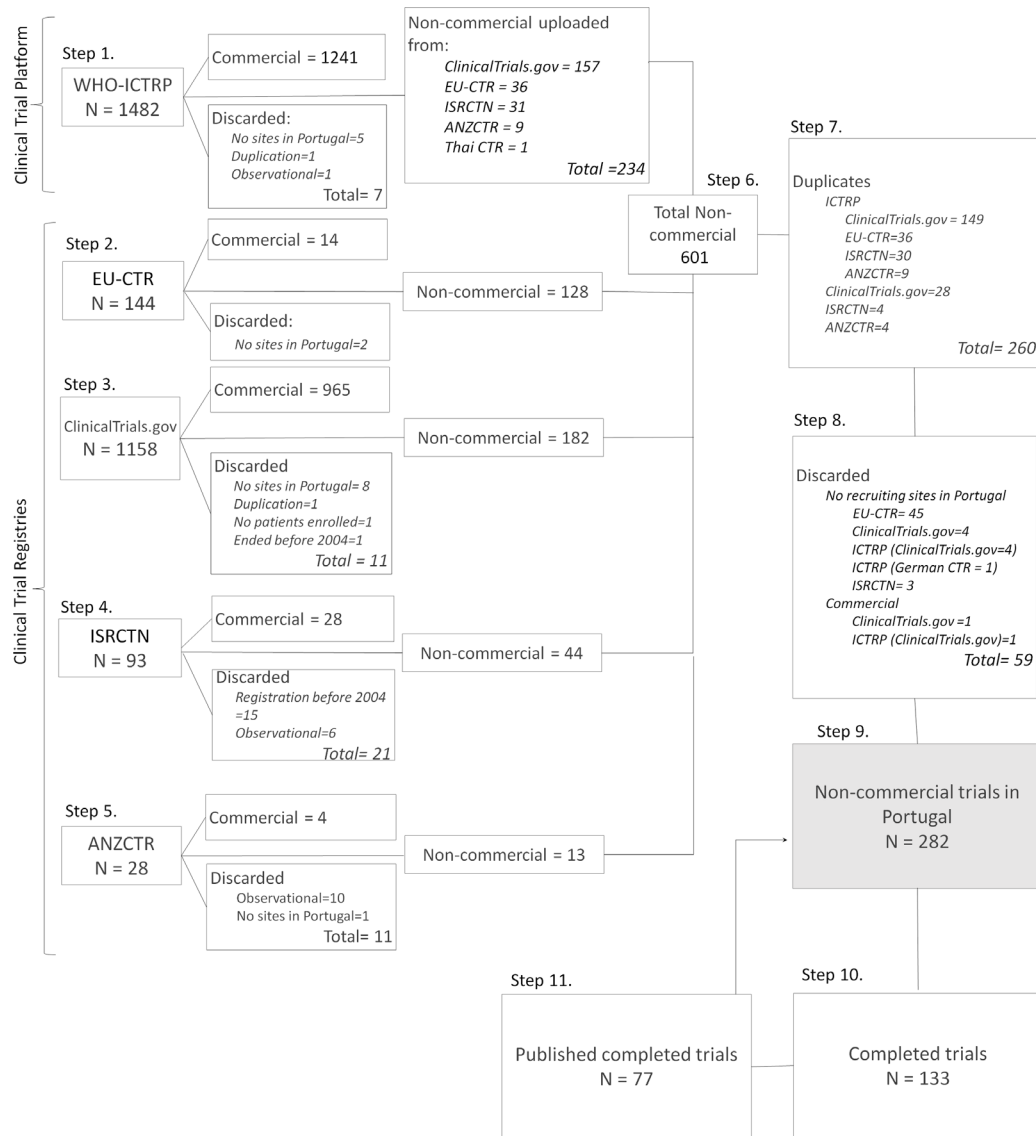 Clinical Trial Platform
Step 1.
WHO-ICTRP
N = 1482
Commercial = 1241
Discarded:
No sites in Portugal=5
Duplication=1
Observational=1
Total= 7
Non-commercial uploaded
from:
ClinicalTrials.gov = 157
EU-CTR = 36
ISRCTN = 31
ANZCTR = 9
Thai CTR = 1
Total =234
Clinical Trial Registries
Step 2.
EU-CTR
N = 144
Commercial = 14
Discarded:
No sites in Portugal=2
Non-commercial = 128
Step 3.
ClinicalTrials.gov
N = 1158
Commercial = 965
Discarded
No sites in Portugal= 8
Duplication=1
No patients enrolled=1
Ended before 2004=1
Total = 11
Non-commercial = 182
Step 4.
ISRCTN
N = 93
Commercial = 28
Discarded
Registration before 2004
=15
Observational=6
Total= 21
Non-commercial = 44
Step 5.
ANZCTR
N = 28
Commercial = 4
Discarded
Observational=10
No sites in Portugal=1
Total= 11
Non-commercial = 13
Step 6.
Total Non-
commercial
601
Step 7.
Duplicates
ICTRP
ClinicalTrials.gov = 149
EU-CTR=36
ISRCTN=30
ANZCTR=9
ClinicalTrials.gov=28
ISRCTN=4
ANZCTR=4
Total= 260
Step 8.
Discarded
No recruiting sites in Portugal
EU-CTR= 45
ClinicalTrials.gov=4
ICTRP (ClinicalTrials.gov=4)
ICTRP (German CTR = 1)
ISRCTN= 3
Commercial
ClinicalTrials.gov =1
ICTRP (ClinicalTrials.gov)=1
Total= 59
Step 9.
Non-commercial trials in
Portugal
N = 282
Step 10.
Completed trials
N = 133
Step 11.
Published completed trials
N = 77